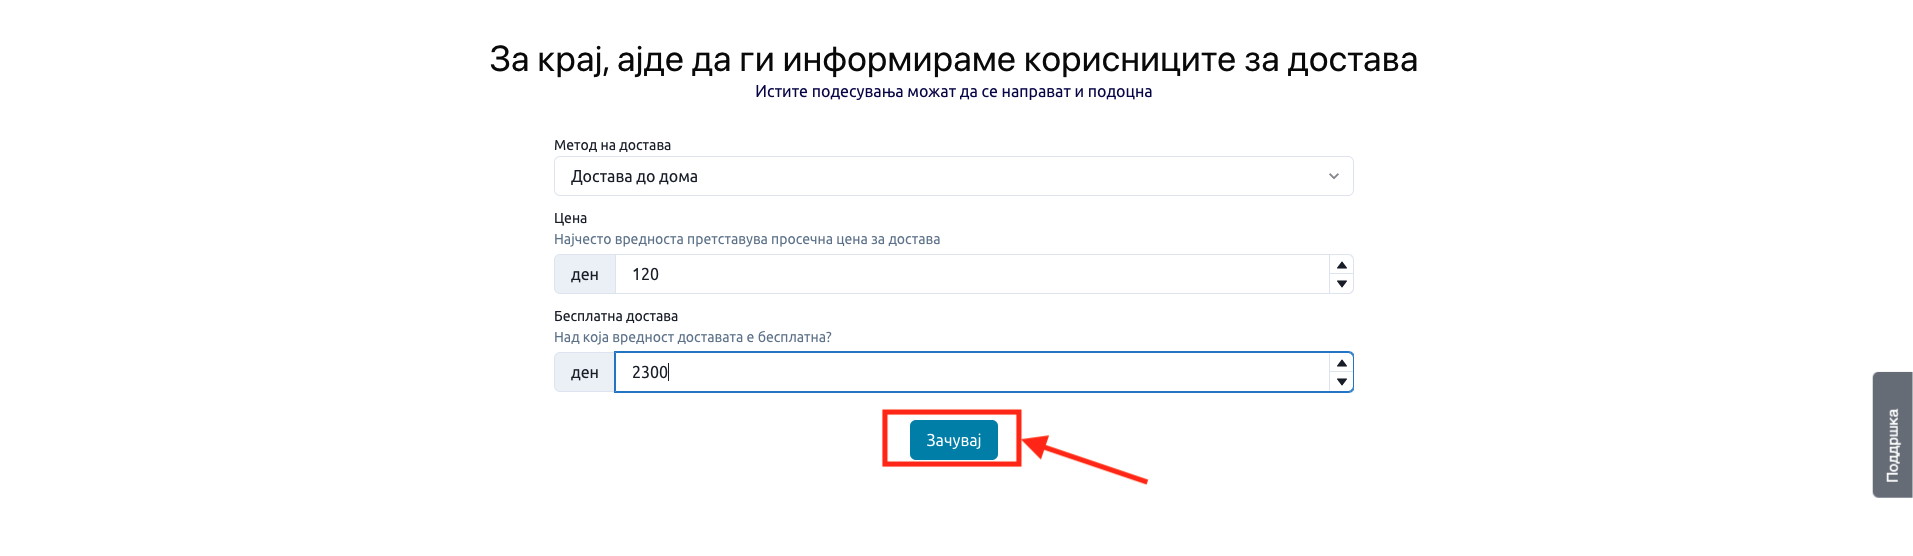 За крај, ајде да ги информираме корисниците за достава
Истите подесувања можат да се направат и подоцна
Метод на достава
Достава до дома
Цена
Најчесто вредноста претставува просечна цена за достава
ден 120
Бесплатна достава
Над која вредност доставата е бесплатна?
ден 2300
Зачувај
Поддршка